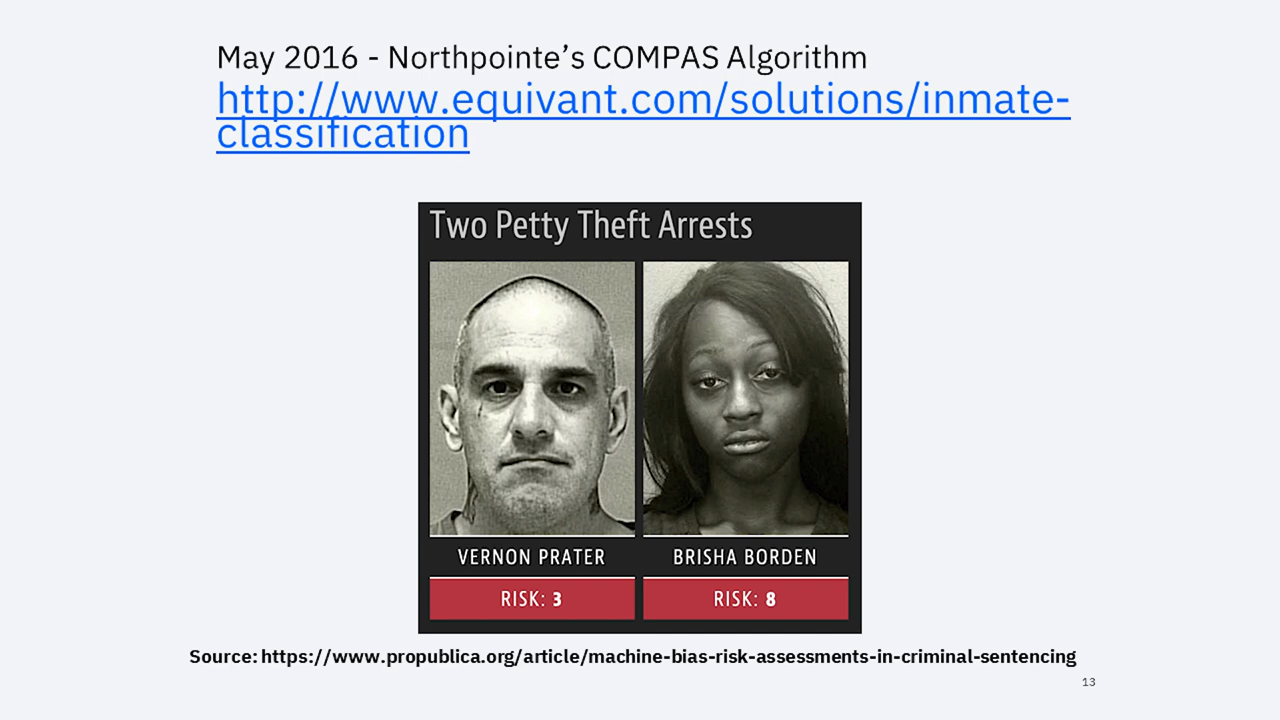 May 2016 - Northpointe’s COMPAS Algorithm
http://www.equivant.com/solutions/inmate-
classification
Two Petty Theft Arrests
VERNON PRATER
BRISHA BORDEN
RISK: 3
RISK: 8
Source: https://www.propublica.org/article/machine-bias-risk-assessments-in-criminal-sentencing
13